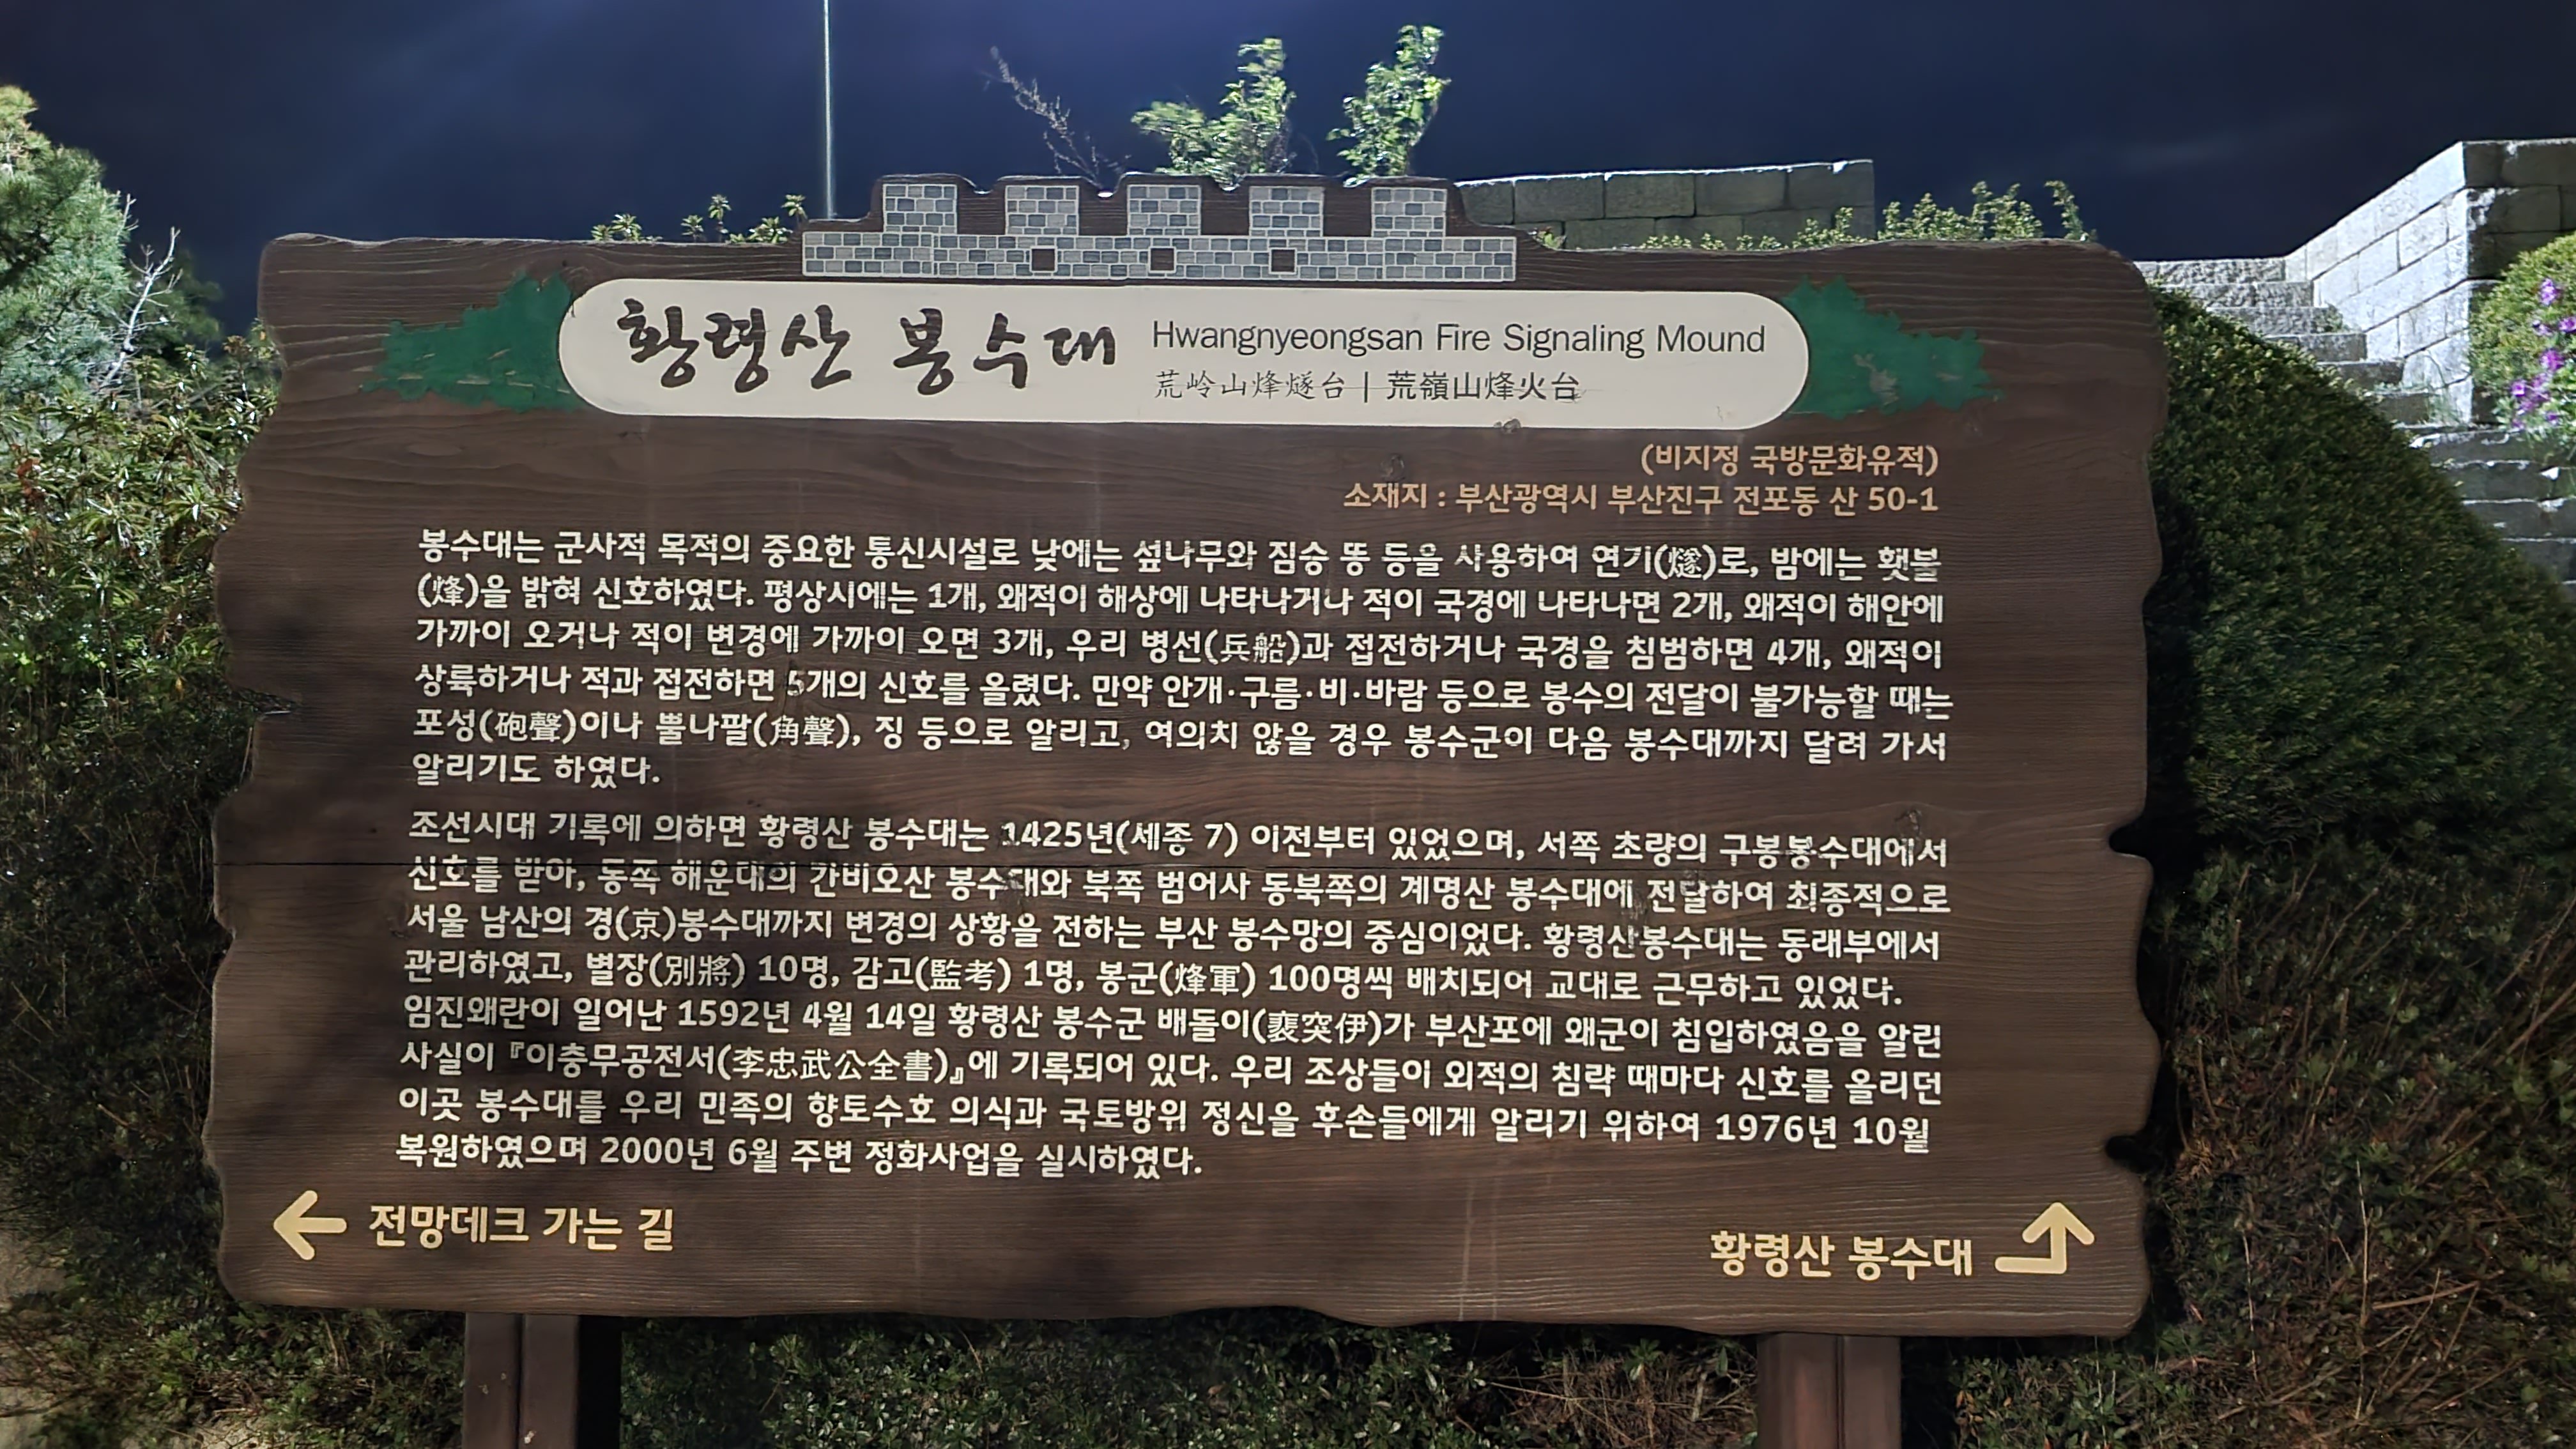 황령산 봉수대
Hwangnyeongsan Fire Signaling Mound
荒岭山烽燧台 | 荒嶺山烽火台
(비지정 국방문화유적)
소재지 : 부산광역시 부산진구 전포동 산 50-1
봉수대는 군사적 목적의 중요한 통신시설로 낮에는 섶나무와 짐승 똥 등을 사용하여 연기(燧)로, 밤에는 횃불
(烽)을 밝혀 신호하였다. 평상시에는 1개, 왜적이 해상에 나타나거나 적이 국경에 나타나면 2개, 왜적이 해안에
가까이 오거나 적이 변경에 가까이 오면 3개, 우리 병선(兵船)과 접전하거나 국경을 침범하면 4개, 왜적이
상륙하거나 적과 접전하면 5개의 신호를 올렸다. 만약 안개·구름·비·바람 등으로 봉수의 전달이 불가능할 때는
포성(砲聲)이나 뿔나팔(角聲), 징 등으로 알리고, 여의치 않을 경우 봉수군이 다음 봉수대까지 달려 가서
알리기도 하였다.
조선시대 기록에 의하면 황령산 봉수대는 1425년(세종 7) 이전부터 있었으며, 서쪽 초량의 구봉봉수대에서
신호를 받아, 동쪽 해운대의 간비오산 봉수대와 북쪽 범어사 동북쪽의 계명산 봉수대에 전달하여 최종적으로
서울 남산의 경(京)봉수대까지 변경의 상황을 전하는 부산 봉수망의 중심이었다. 황령산봉수대는 동래부에서
관리하였고, 별장(別將) 10명, 감고(監考) 1명, 봉군(烽軍) 100명씩 배치되어 교대로 근무하고 있었다.
임진왜란이 일어난 1592년 4월 14일 황령산 봉수군 배돌이(裵突伊)가 부산포에 왜군이 침입하였음을 알린
사실이 『이충무공전서(李忠武公全書)』에 기록되어 있다. 우리 조상들이 외적의 침략 때마다 신호를 올리던
이곳 봉수대를 우리 민족의 향토수호 의식과 국토방위 정신을 후손들에게 알리기 위하여 1976년 10월
복원하였으며 2000년 6월 주변 정화사업을 실시하였다.
← 전망데크 가는 길
황령산 봉수대